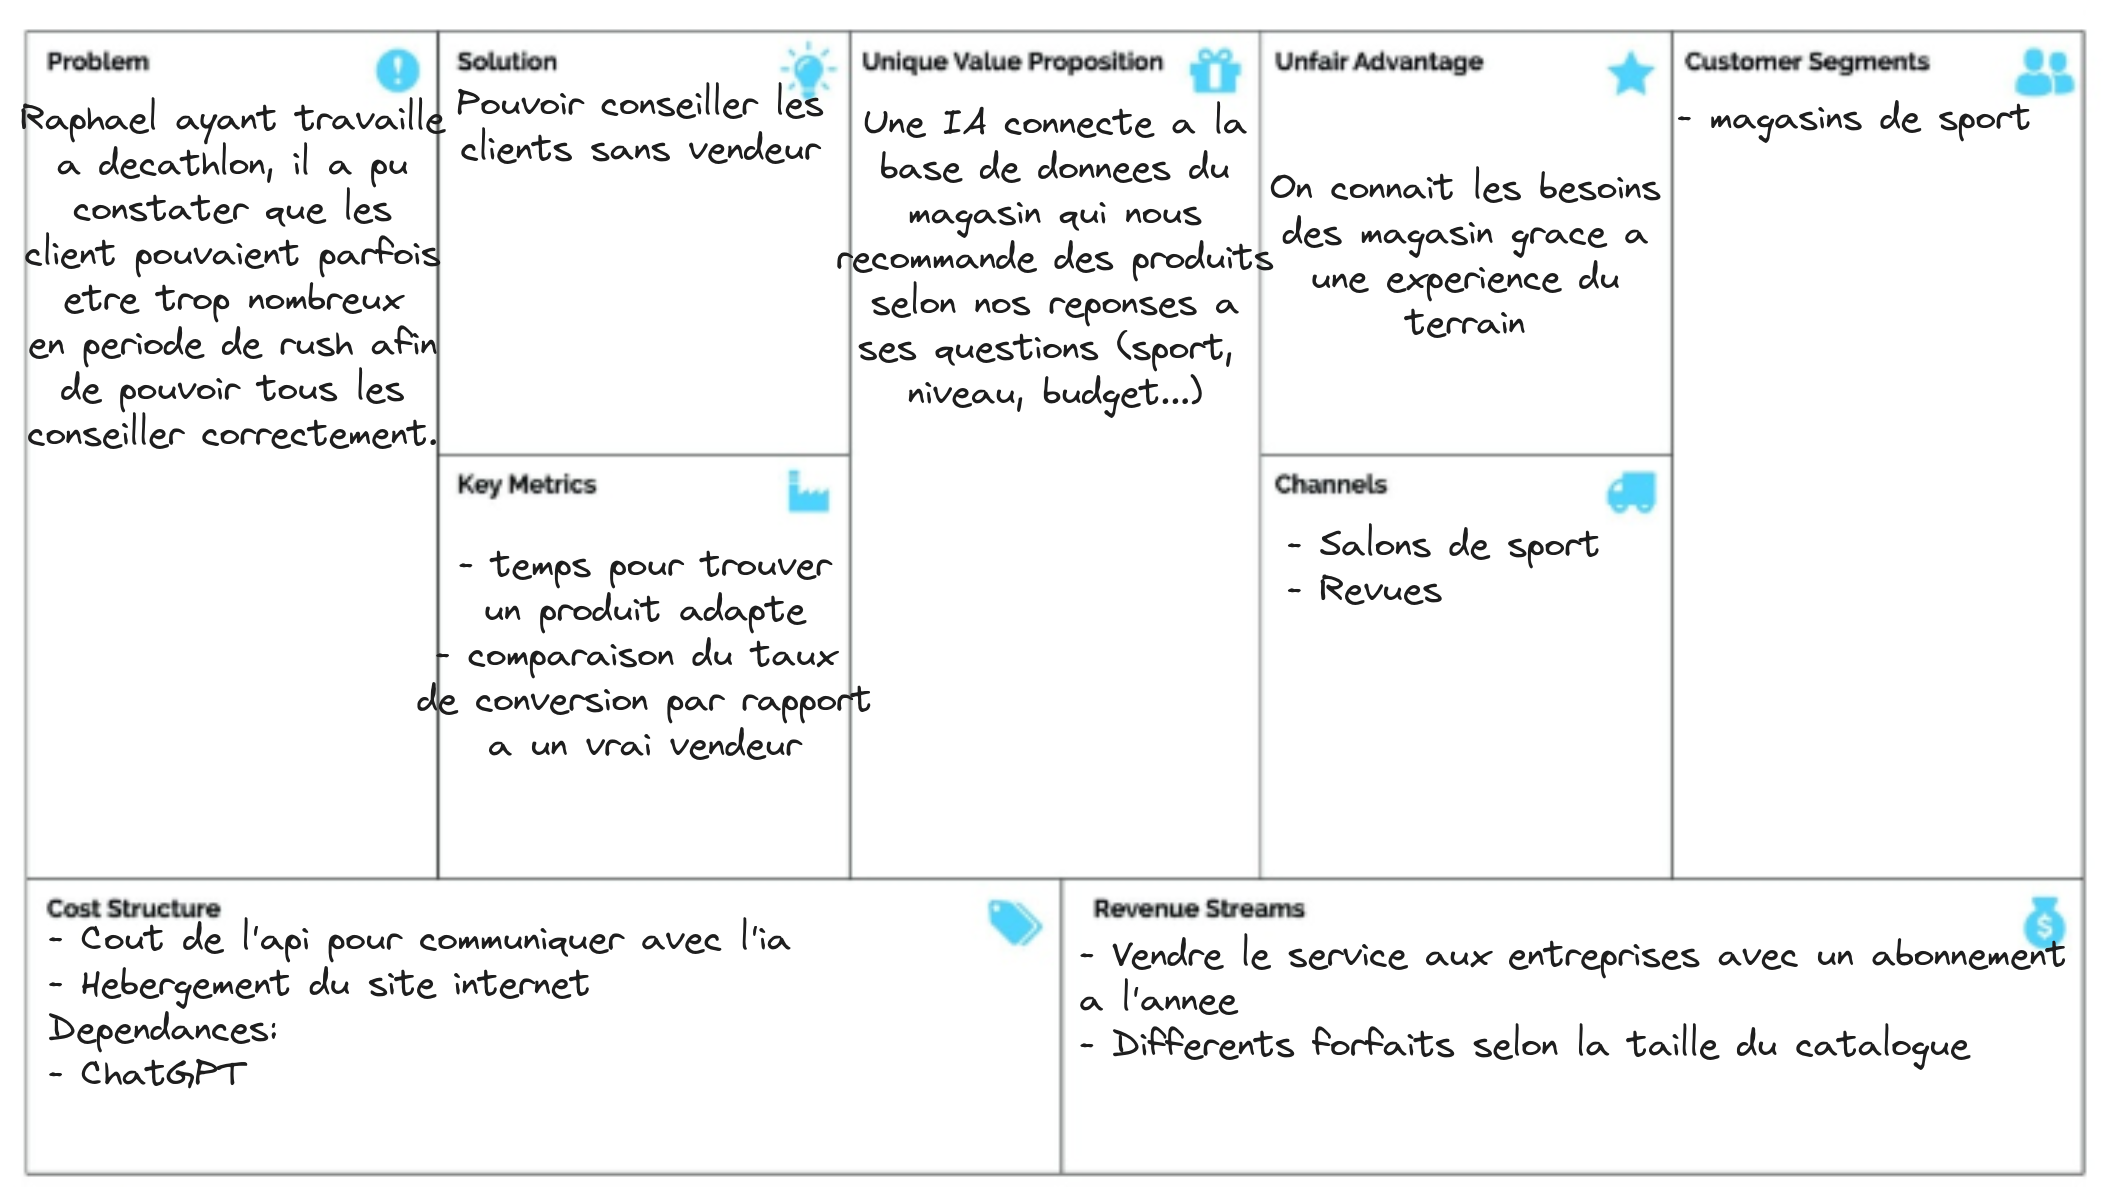 Problem
Raphael ayant travaille
a decathlon, il a pu
constater que les
client pouvaient parfois
etre trop nombreux
en periode de rush afin
de pouvoir tous les
conseiller correctement.
Solution
Pouvoir conseiller les
clients sans vendeur
Key Metrics
- temps pour trouver
un produit adapte
- comparaison du taux
de conversion par rapport
a un vrai vendeur
Unique Value Proposition
Une IA connecte a la
base de donnees du
magasin qui nous
recommande des produits
selon nos reponses a
ses questions (sport,
niveau, budget...)
Unfair Advantage
On connait les besoins
des magasin grace a
une experience du
terrain
Channels
- Salons de sport
- Revues
Customer Segments
- magasins de sport
Cost Structure
- Cout de l'api pour communiquer avec l'ia
- Hebergement du site internet
Dependances:
- ChatGPT
Revenue Streams
$
- Vendre le service aux entreprises avec un abonnement
a l'annee
- Differents forfaits selon la taille du catalogue